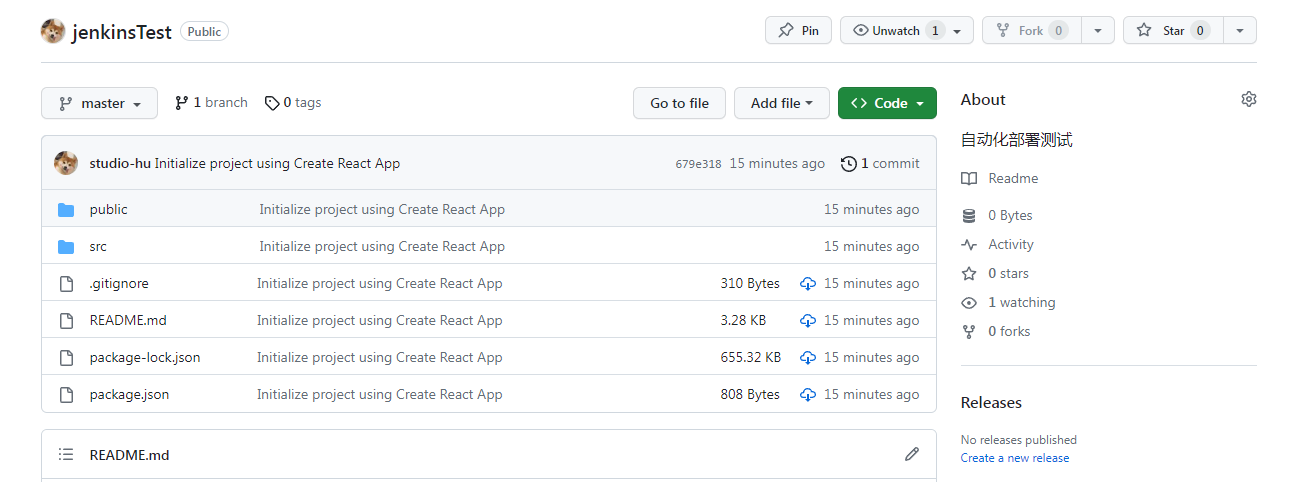 jenkinsTest Public Pin Unwatch 1 Fork 0 Star 0
master 1 branch 0 tags Go to file Add file Code
studio-hu Initialize project using Create React App 679e318 15 minutes ago 1 commit
public Initialize project using Create React App 15 minutes ago
src Initialize project using Create React App 15 minutes ago
.gitignore Initialize project using Create React App 310 Bytes 15 minutes ago
README.md Initialize project using Create React App 3.28 KB 15 minutes ago
package-lock.json Initialize project using Create React App 655.32 KB 15 minutes ago
package.json Initialize project using Create React App 808 Bytes 15 minutes ago
README.md
About
自动化部署测试
Readme
0 Bytes
Activity
0 stars
1 watching
0 forks
Releases
No releases published
Create a new release